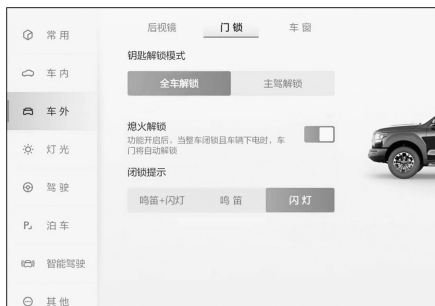 后视镜 门锁 车窗
常用
钥匙解锁模式
车内
全车解锁 主驾解锁
车外
熄火解锁
功能开启后，当整车闭锁且车辆下电时，车
门将自动解锁
灯光
闭锁提示
驾驶
鸣笛+闪灯 鸣笛 闪灯
P 泊车
智能驾驶
其他